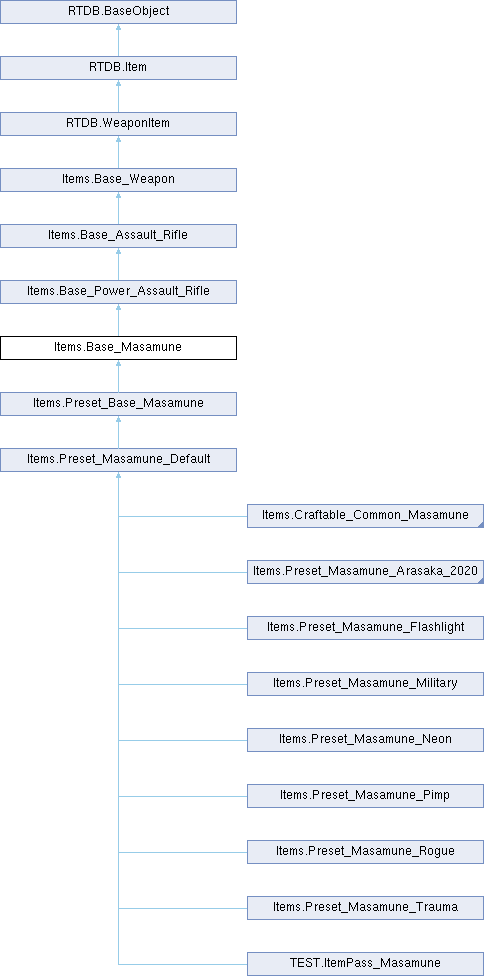 RTDB.BaseObject
RTDB.Item
RTDB.WeaponItem
Items.Base_Weapon
Items.Base_Assault_Rifle
Items.Base_Power_Assault_Rifle
Items.Base_Masamune
Items.Preset_Base_Masamune
Items.Preset_Masamune_Default
Items.Craftable_Common_Masamune
Items.Preset_Masamune_Arasaka_2020
Items.Preset_Masamune_Flashlight
Items.Preset_Masamune_Military
Items.Preset_Masamune_Neon
Items.Preset_Masamune_Pimp
Items.Preset_Masamune_Rogue
Items.Preset_Masamune_Trauma
TEST.ItemPass_Masamune